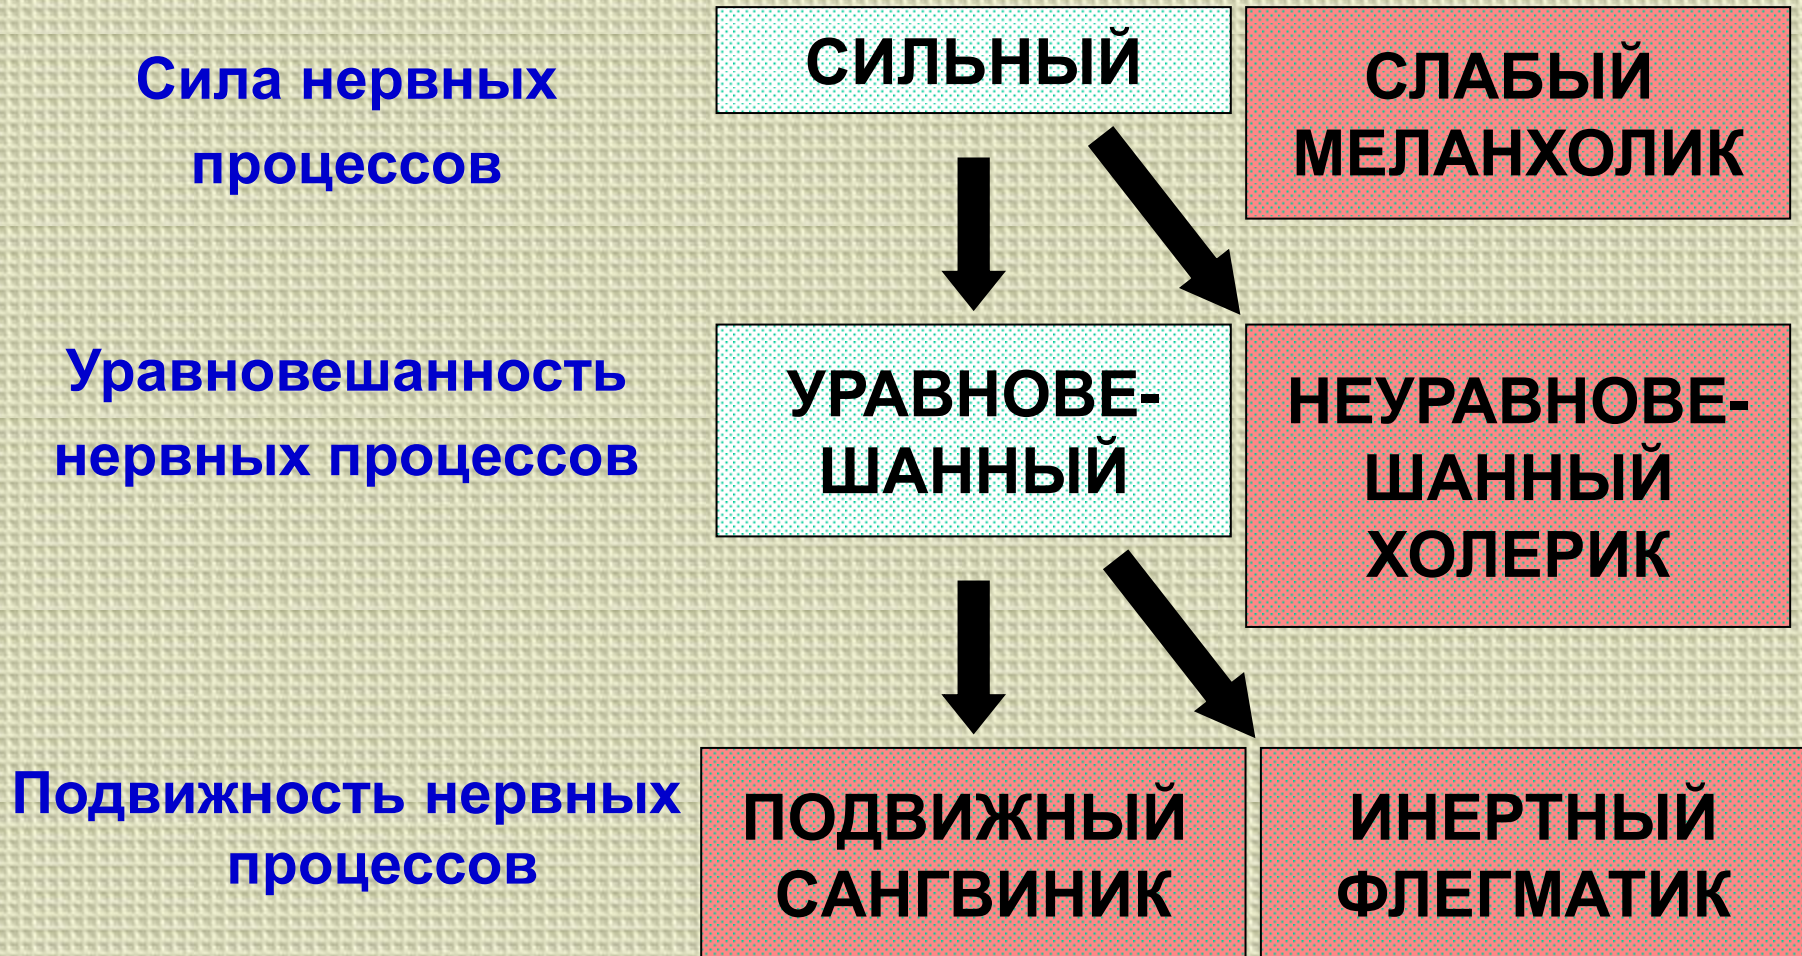 Сила нервных
процессов
СИЛЬНЫЙ
СЛАБЫЙ
МЕЛАНХОЛИК
Уравновешанность
нервных процессов
УРАВНОВЕ-
ШАННЫЙ
НЕУРАВНОВЕ-
ШАННЫЙ
ХОЛЕРИК
Подвижность нервных
процессов
ПОДВИЖНЫЙ
САНГВИНИК
ИНЕРТНЫЙ
ФЛЕГМАТИК